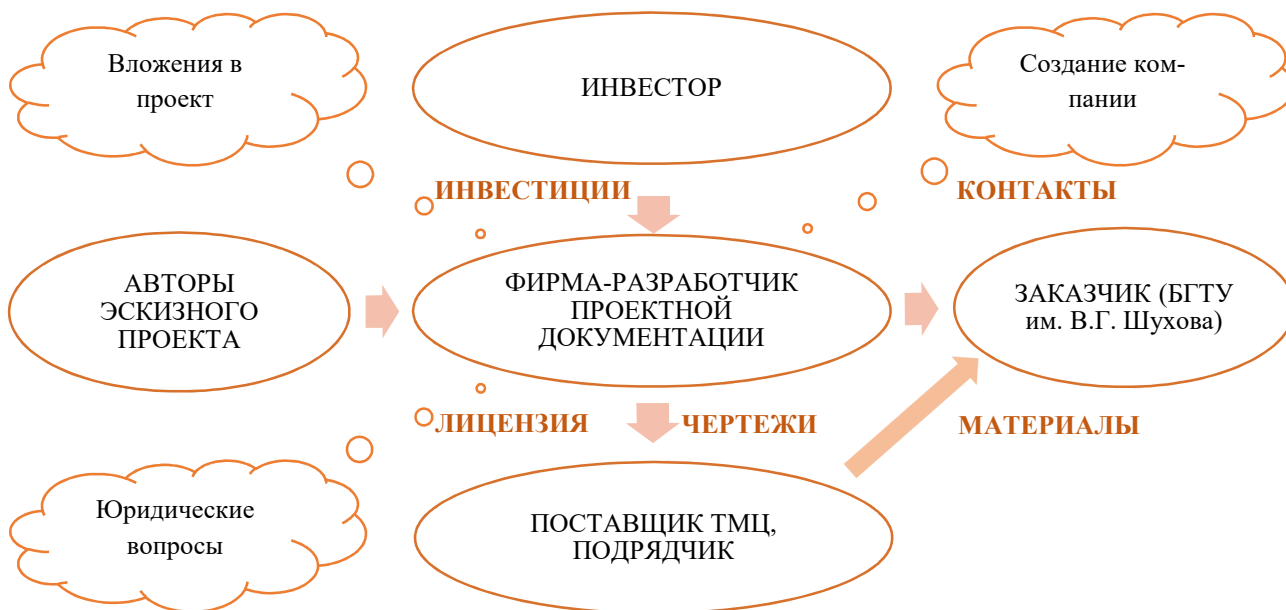 Вложения в
проект
ИНВЕСТОР
Создание ком-
пании
ИНВЕСТИЦИИ
КОНТАКТЫ
АВТОРЫ
ЭСКИЗНОГО
ПРОЕКТА
ФИРМА-РАЗРАБОТЧИК
ПРОЕКТНОЙ
ДОКУМЕНТАЦИИ
ЗАКАЗЧИК (БГТУ
им. В.Г. Шухова)
ЛИЦЕНЗИЯ
ЧЕРТЕЖИ
МАТЕРИАЛЫ
Юридические
вопросы
ПОСТАВЩИК ТМЦ,
ПОДРЯДЧИК